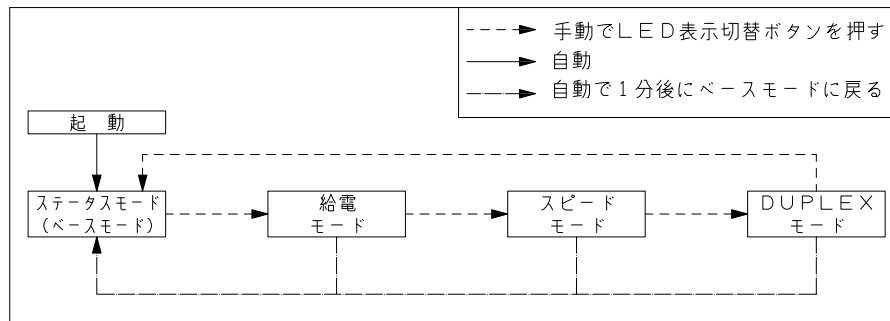 手動でＬＥＤ表示切替ボタンを押す
自動
自動で１分後にベースモードに戻る
起　動
ステータスモード
(ベースモード)
給電
モード
スピード
モード
ＤＵＰＬＥＸ
モード